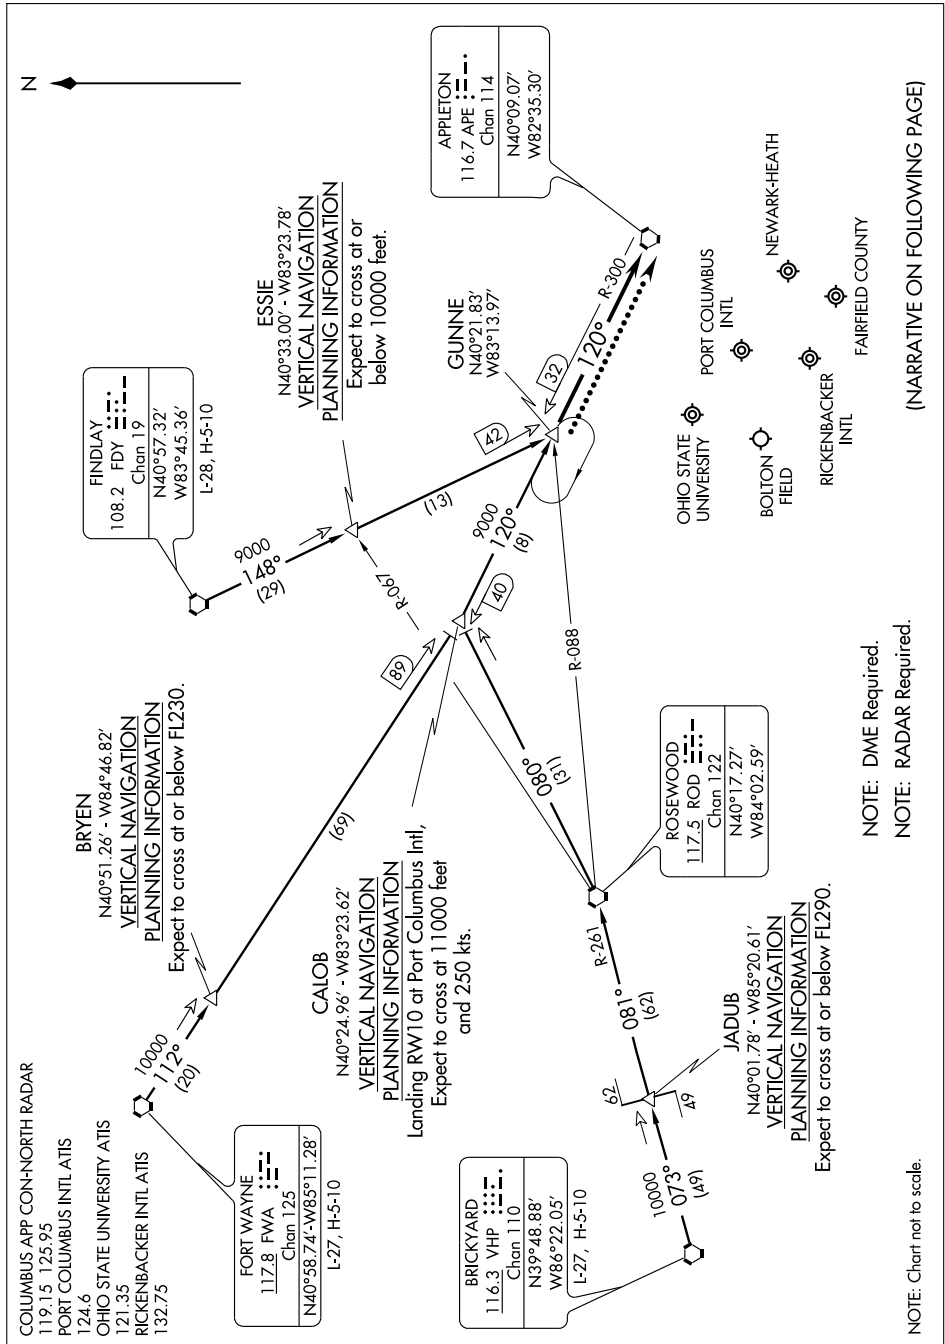 COLUMBUS APP CON-NORTH RADAR
119.15 125.95
PORT COLUMBUS INTL ATIS
124.6
OHIO STATE UNIVERSITY ATIS
121.35
RICKENBACKER INTL ATIS
132.75
N
FORT WAYNE
117.8 FWA
Chan 125
N40°58.74'-W85°11.28'
L-27, H-5-10
10000
112°
(20)
BRYEN
N40°51.26' - W84°46.82'
VERTICAL NAVIGATION
PLANNING INFORMATION
Expect to cross at or below FL230.
(69)
89
FINDLAY
108.2 FDY
Chan 19
N40°57.32'
W83°45.36'
L-28, H-5-10
9000
148°
(29)
ESSIE
N40°33.00' - W83°23.78'
VERTICAL NAVIGATION
PLANNING INFORMATION
Expect to cross at or
below 10000 feet.
R-067
(13)
42
CALOB
N40°24.96' - W83°23.62'
VERTICAL NAVIGATION
PLANNING INFORMATION
Landing RW10 at Port Columbus Intl,
Expect to cross at 11000 feet
and 250 kts.
40
9000
120°
(8)
GUNNE
N40°21.83'
W83°13.97'
32
120°
R-300
APPLETON
116.7 APE
Chan 114
N40°09.07'
W82°35.30'
BRICKYARD
116.3 VHP
Chan 110
N39°48.88'
W86°22.05'
L-27, H-5-10
10000
073°
(49)
62
49
JADUB
N40°01.78' - W85°20.61'
VERTICAL NAVIGATION
PLANNING INFORMATION
Expect to cross at or below FL290.
081°
(62)
R-261
ROSEWOOD
117.5 ROD
Chan 122
N40°17.27'
W84°02.59'
080°
(31)
R-088
OHIO STATE
UNIVERSITY
PORT COLUMBUS
INTL
NEWARK-HEATH
BOLTON
FIELD
RICKENBACKER
INTL
FAIRFIELD COUNTY
NOTE: DME Required.
NOTE: RADAR Required.
NOTE: Chart not to scale.
(NARRATIVE ON FOLLOWING PAGE)